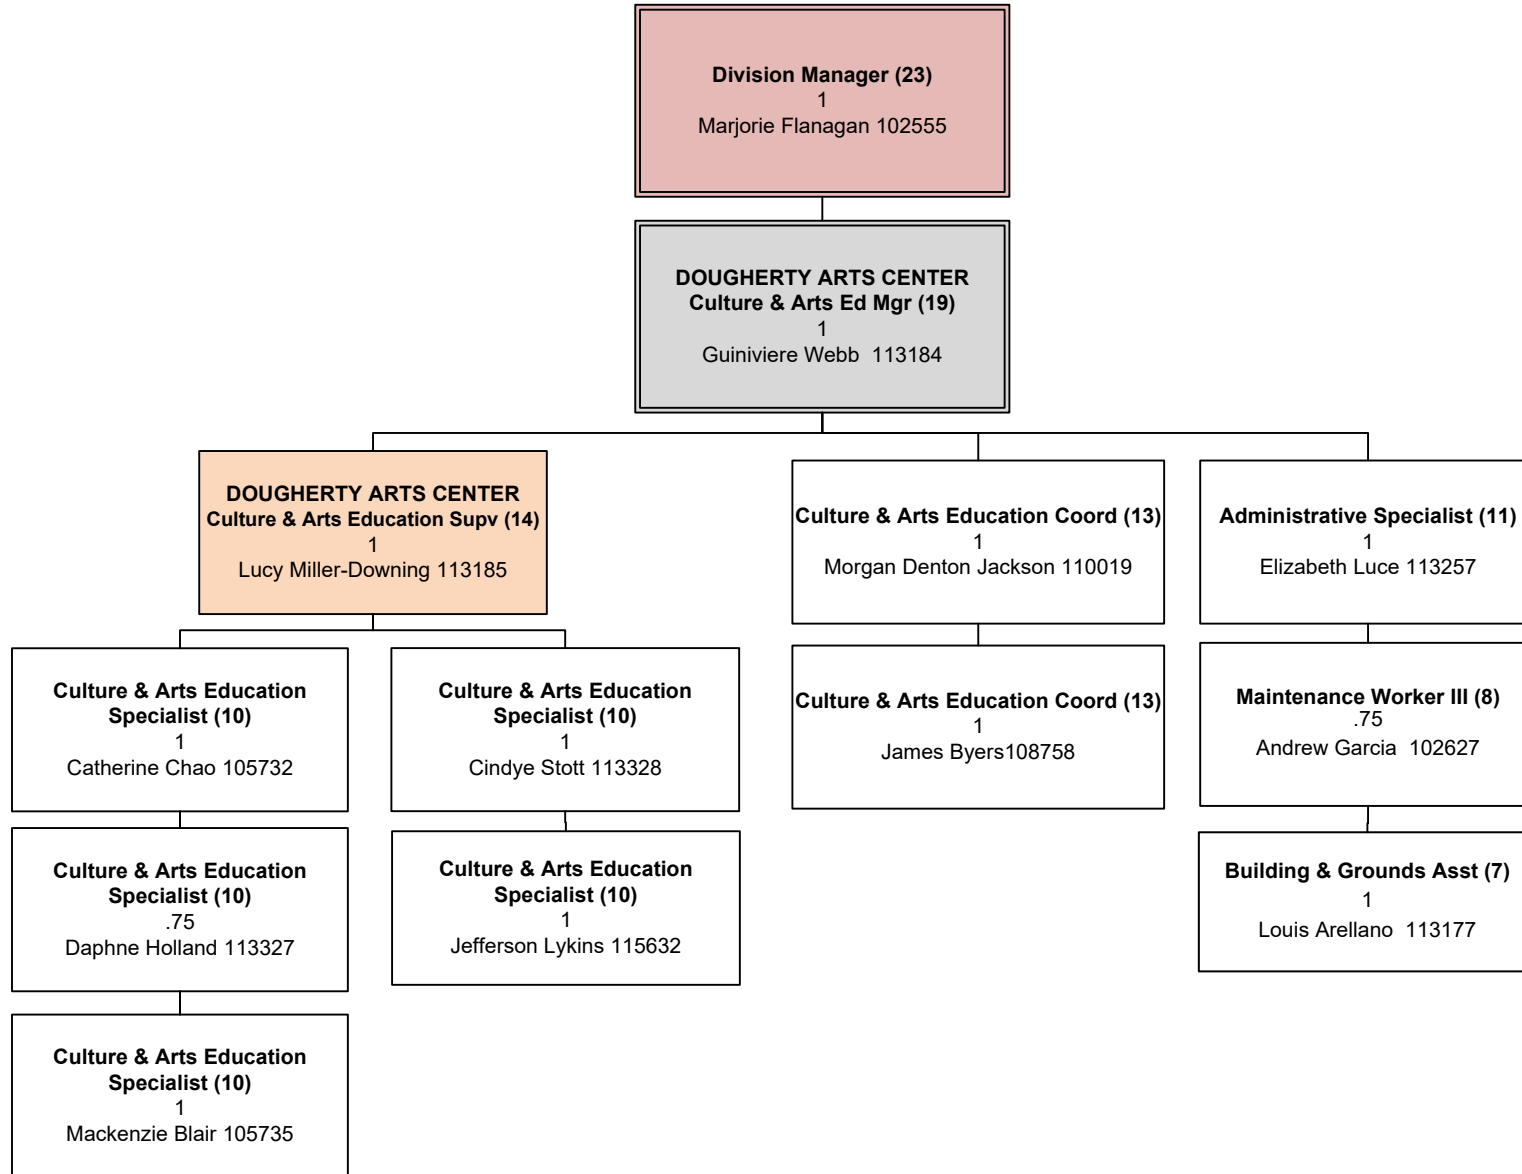 Division Manager (23)
1
Marjorie Flanagan 102555
DOUGHERTY ARTS CENTER
Culture & Arts Ed Mgr (19)
1
Guiniviere Webb  113184
DOUGHERTY ARTS CENTER
Culture & Arts Education Supv (14)
1
Lucy Miller-Downing 113185
Culture & Arts Education Coord (13)
1
Morgan Denton Jackson 110019
Administrative Specialist (11)
1
Elizabeth Luce 113257
Culture & Arts Education
Specialist (10)
1
Catherine Chao 105732
Culture & Arts Education
Specialist (10)
1
Cindye Stott 113328
Culture & Arts Education Coord (13)
1
James Byers108758
Maintenance Worker III (8)
.75
Andrew Garcia  102627
Culture & Arts Education
Specialist (10)
.75
Daphne Holland 113327
Culture & Arts Education
Specialist (10)
1
Jefferson Lykins 115632
Building & Grounds Asst (7)
1
Louis Arellano  113177
Culture & Arts Education
Specialist (10)
1
Mackenzie Blair 105735